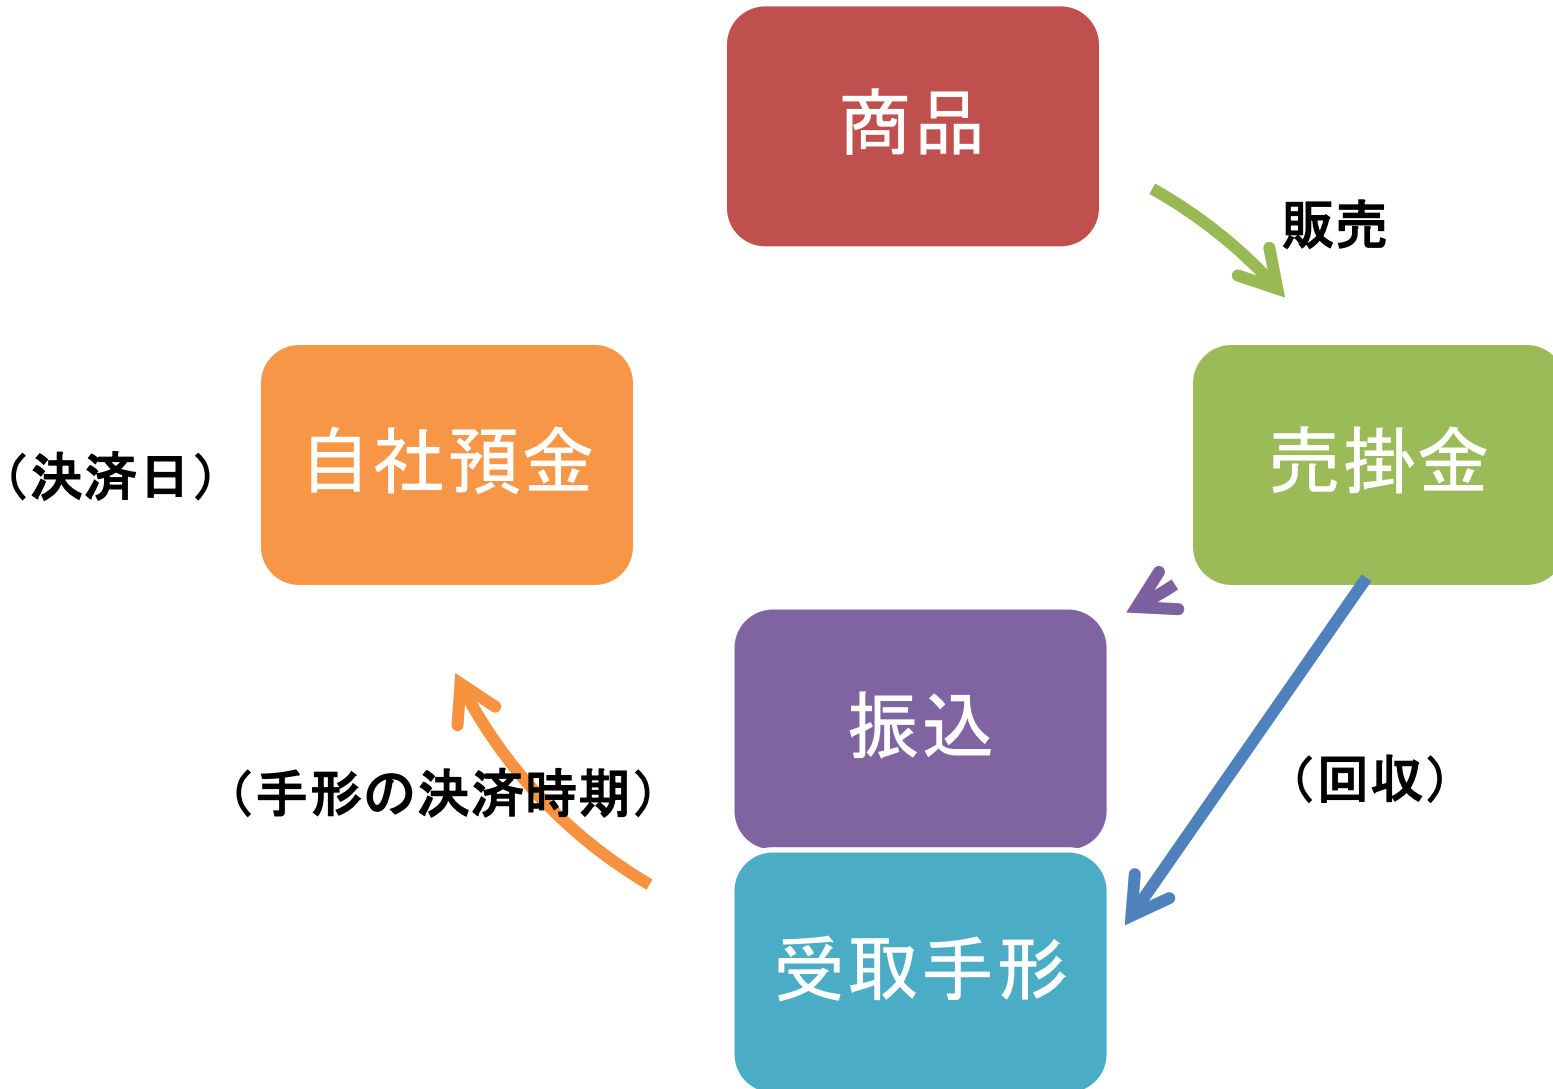 商品
販売
自社預金
売掛金
（決済日）
振込
（手形の決済時期）
（回収）
受取手形